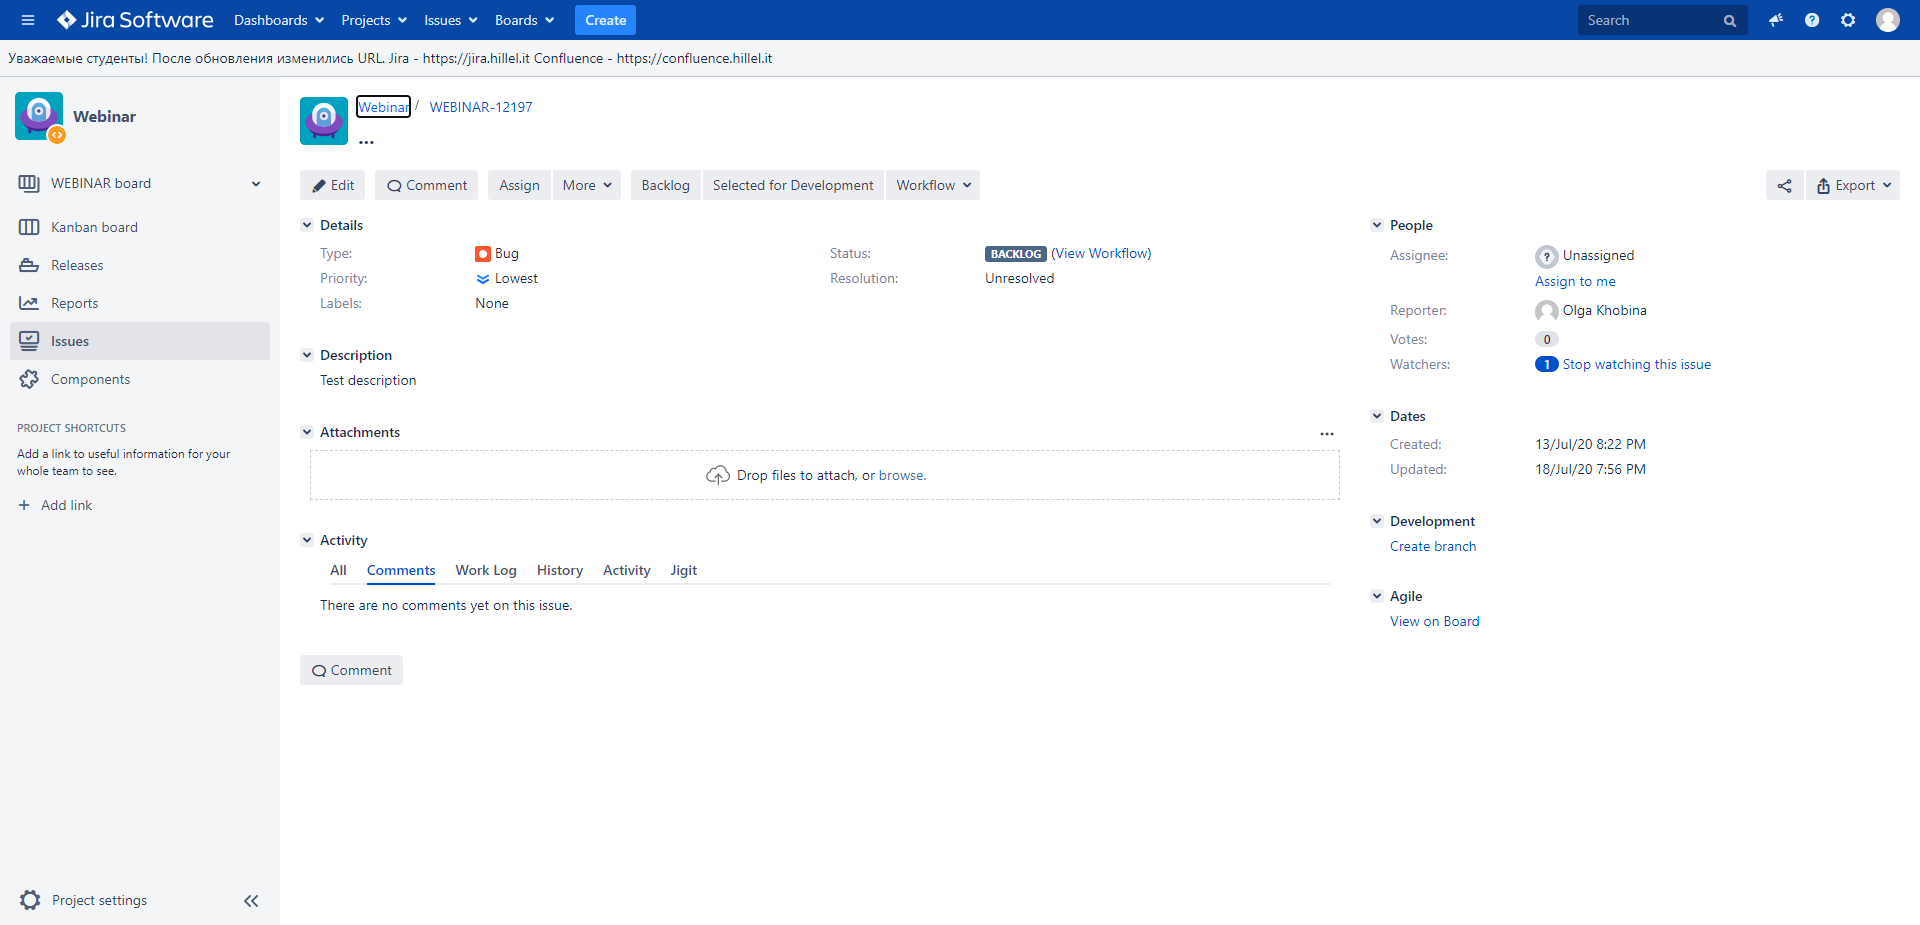 Jira Software Dashboards Projects Issues Boards Create Search
Уважаемые студенты! После обновления изменились URL. Jira - https://jira.hillel.it Confluence - https://confluence.hillel.it
Webinar
WEBINAR board
Kanban board
Releases
Reports
Issues
Components
PROJECT SHORTCUTS
Add a link to useful information for your
whole team to see.
+ Add link
Project settings
Webinar / WEBINAR-12197
...
Edit Comment Assign More Backlog Selected for Development Workflow Export
Details
Type: Bug Status: BACKLOG (View Workflow)
Priority: Lowest Resolution: Unresolved
Labels: None
Description
Test description
Attachments ...
Drop files to attach, or browse.
Activity
All Comments Work Log History Activity Jigit
There are no comments yet on this issue.
Comment
People
Assignee: ? Unassigned
Assign to me
Reporter: Olga Khobina
Votes: 0
Watchers: 1 Stop watching this issue
Dates
Created: 13/Jul/20 8:22 PM
Updated: 18/Jul/20 7:56 PM
Development
Create branch
Agile
View on Board